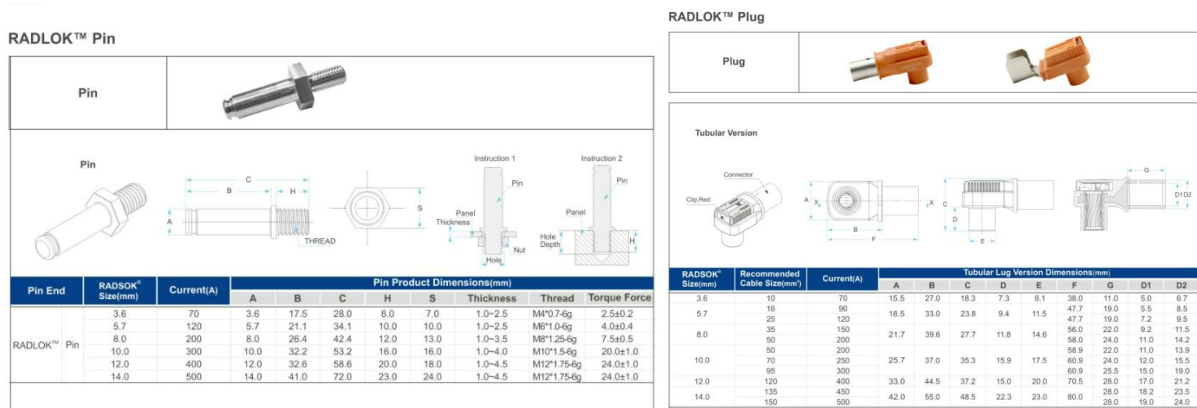 RADLOK™ Pin
Pin
Pin
C
B
H
A
THREAD
S
Instruction 1
Pin
Panel
Thickness
Nut
Hole
Instruction 2
Pin
Panel
Hole
Depth
H
Pin End RADSOK® Size(mm) Current(A) Pin Product Dimensions(mm)
A B C H S Thickness Thread Torque Force
RADLOK™ Pin
3.6 70 3.6 17.5 28.0 8.0 7.0 1.0~2.5 M4*0.7-6g 2.5±0.2
5.7 120 5.7 21.1 34.1 10.0 10.0 1.0~2.5 M6*1.0-6g 4.0±0.4
8.0 200 8.0 26.4 42.4 12.0 13.0 1.0~3.5 M8*1.25-6g 7.5±0.5
10.0 300 10.0 32.2 53.2 16.0 16.0 1.0~4.0 M10*1.5-6g 20.0±1.0
12.0 400 12.0 32.6 58.6 20.0 18.0 1.0~4.5 M12*1.75-6g 24.0±1.0
14.0 500 14.0 41.0 72.0 23.0 24.0 1.0~4.5 M12*1.75-6g 24.0±1.0
RADLOK™ Plug
Plug
Tubular Version
Connector
Clip,Red
A
X
X
B
F
C
D
E
G
D1 D2
RADSOK® Size(mm) Recommended Cable Size(mm²) Current(A) Tubular Lug Version Dimensions(mm)
A B C D E F G D1 D2
3.6 10 70 15.5 27.0 18.3 7.3 8.1 38.0 11.0 5.0 6.7
5.7 16 90 18.5 33.0 23.8 9.4 11.5 47.7 19.0 5.5 8.5
25 120 47.7 19.0 7.2 9.5
8.0 35 150 21.7 39.6 27.7 11.8 14.6 56.0 22.0 9.2 11.5
50 200 58.0 24.0 11.0 14.2
10.0 50 200 25.7 37.0 35.3 15.9 17.5 58.9 22.0 11.0 13.9
70 250 60.9 24.0 12.0 15.5
95 300 60.9 25.5 15.0 19.0
12.0 120 400 33.0 44.5 37.2 15.0 20.0 70.5 28.0 17.0 21.2
14.0 135 450 42.0 55.0 48.5 22.3 23.0 80.0 28.0 18.2 23.5
150 500 28.0 19.0 24.0